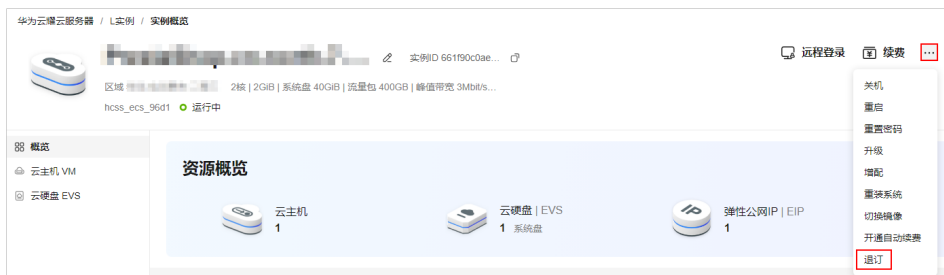 华为云耀云服务器 / L实例 / 实例概览
实例ID 661f90c0ae...
远程登录 续费 ...
区域 2核 | 2GiB | 系统盘 40GiB | 流量包 400GB | 峰值带宽 3Mbit/s...
hcss_ecs_96d1 运行中
关机
重启
重置密码
升级
增配
重装系统
切换镜像
开通自动续费
退订
概览
云主机 VM
云硬盘 EVS
资源概览
云主机
1
云硬盘 | EVS
1 系统盘
IP
弹性公网IP | EIP
1